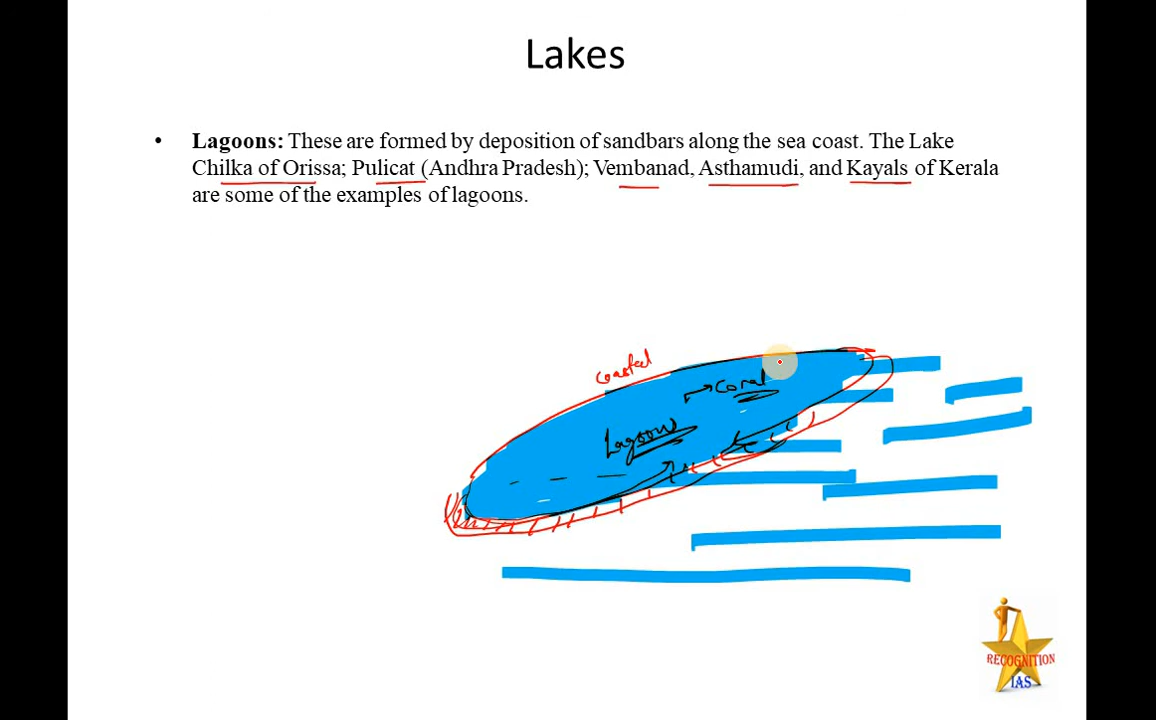 Lakes
• Lagoons: These are formed by deposition of sandbars along the sea coast. The Lake
Chilka of Orissa; Pulicat (Andhra Pradesh); Vembanad, Asthamudi, and Kayals of Kerala
are some of the examples of lagoons.
coastal
Coral
Lagoon
RECOGNITION
IAS